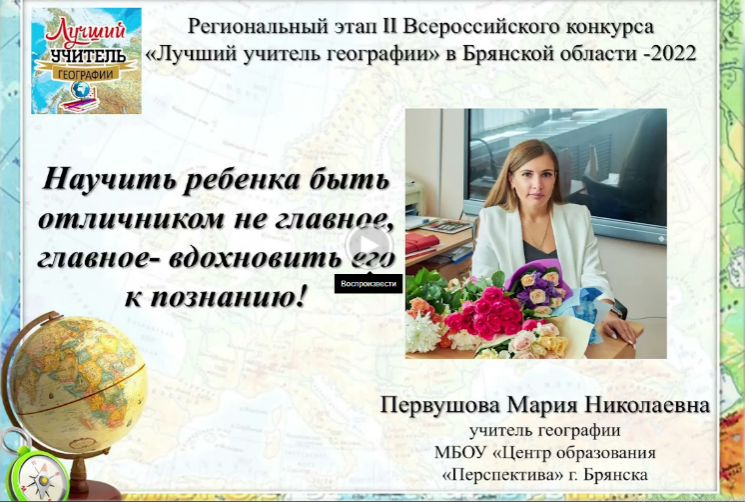 Лучший
УЧИТЕЛЬ
ГЕОГРАФИИ
Региональный этап II Всероссийского конкурса
«Лучший учитель географии» в Брянской области -2022
Научить ребенка быть
отличником не главное,
главное- вдохновить его
к познанию!
Воспроизвести
Первушова Мария Николаевна
учитель географии
МБОУ «Центр образования
«Перспектива» г. Брянска